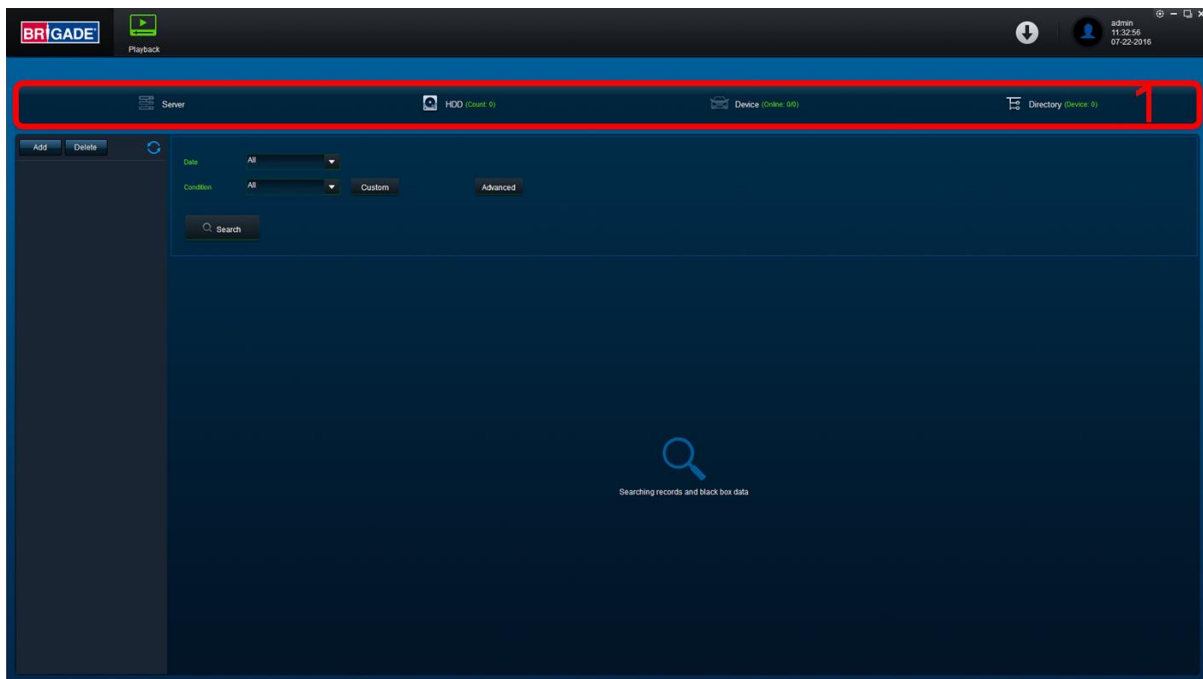 BRIGADE
Playback
admin
11:32:56
07-22-2016
Server
HDD (Count: 0)
Device (Online: 0/0)
Directory (Device: 0)
1
Add Delete
Date All
Condition All Custom Advanced
Search
Searching records and black box data